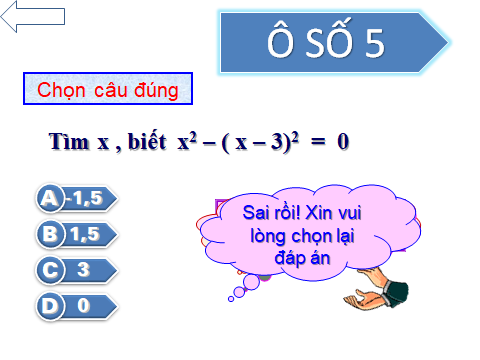 Ô SỐ 5
Chọn câu đúng
Tìm x , biết x² – ( x – 3)² = 0
A -1,5
B 1,5
C 3
D 0
Sai rồi! Xin vui
lòng chọn lại
đáp án